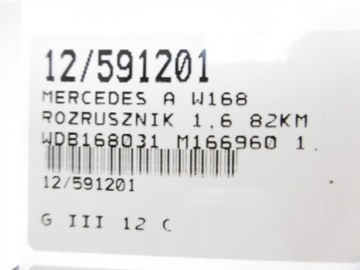 12/591201
MERCEDES A W168
ROZRUSZNIK 1,6 82KM
WDB168031 M166960 1.
12/591201
G III 12 C